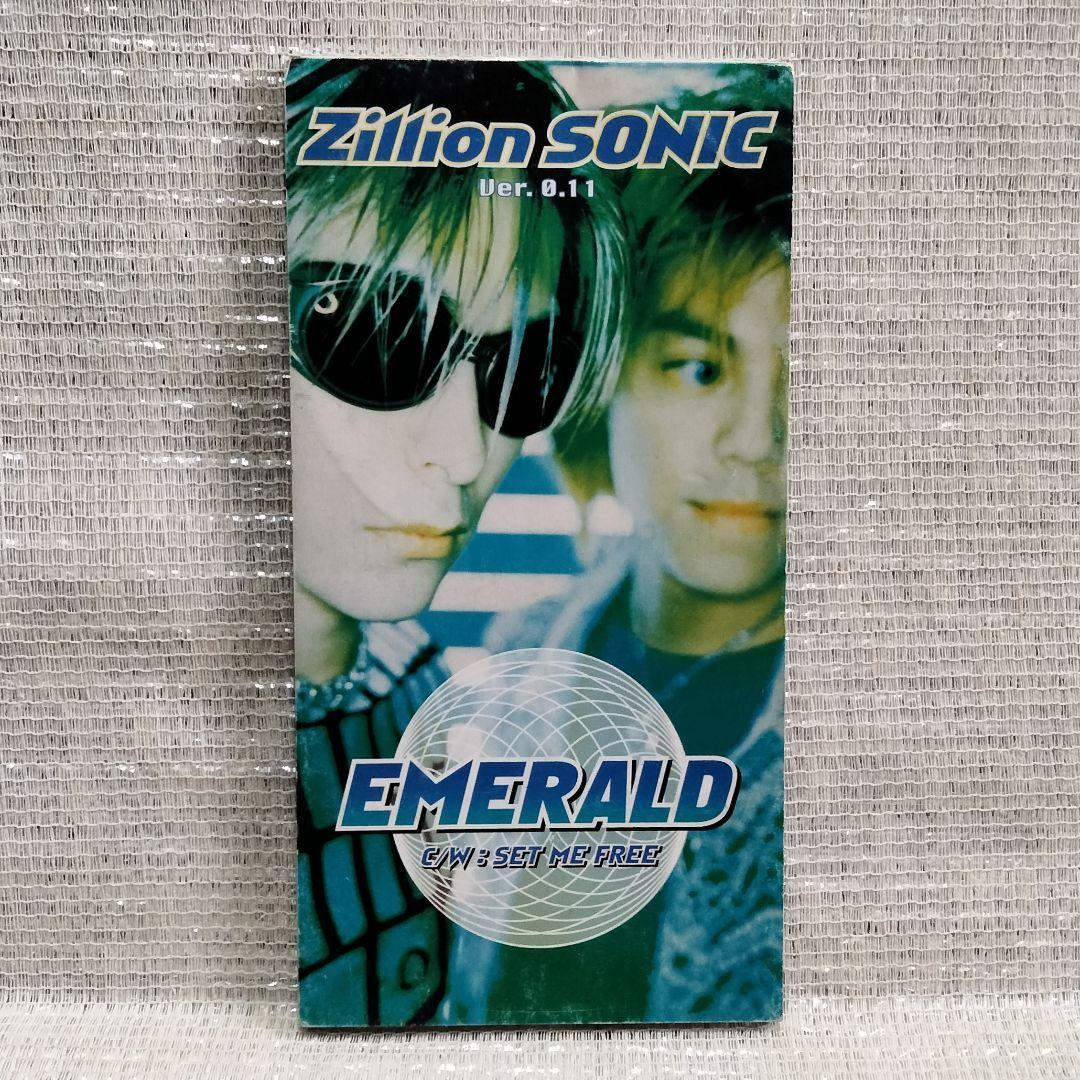 Zillion SONIC
Ver. 0.11
EMERALD
C/W : SET ME FREE